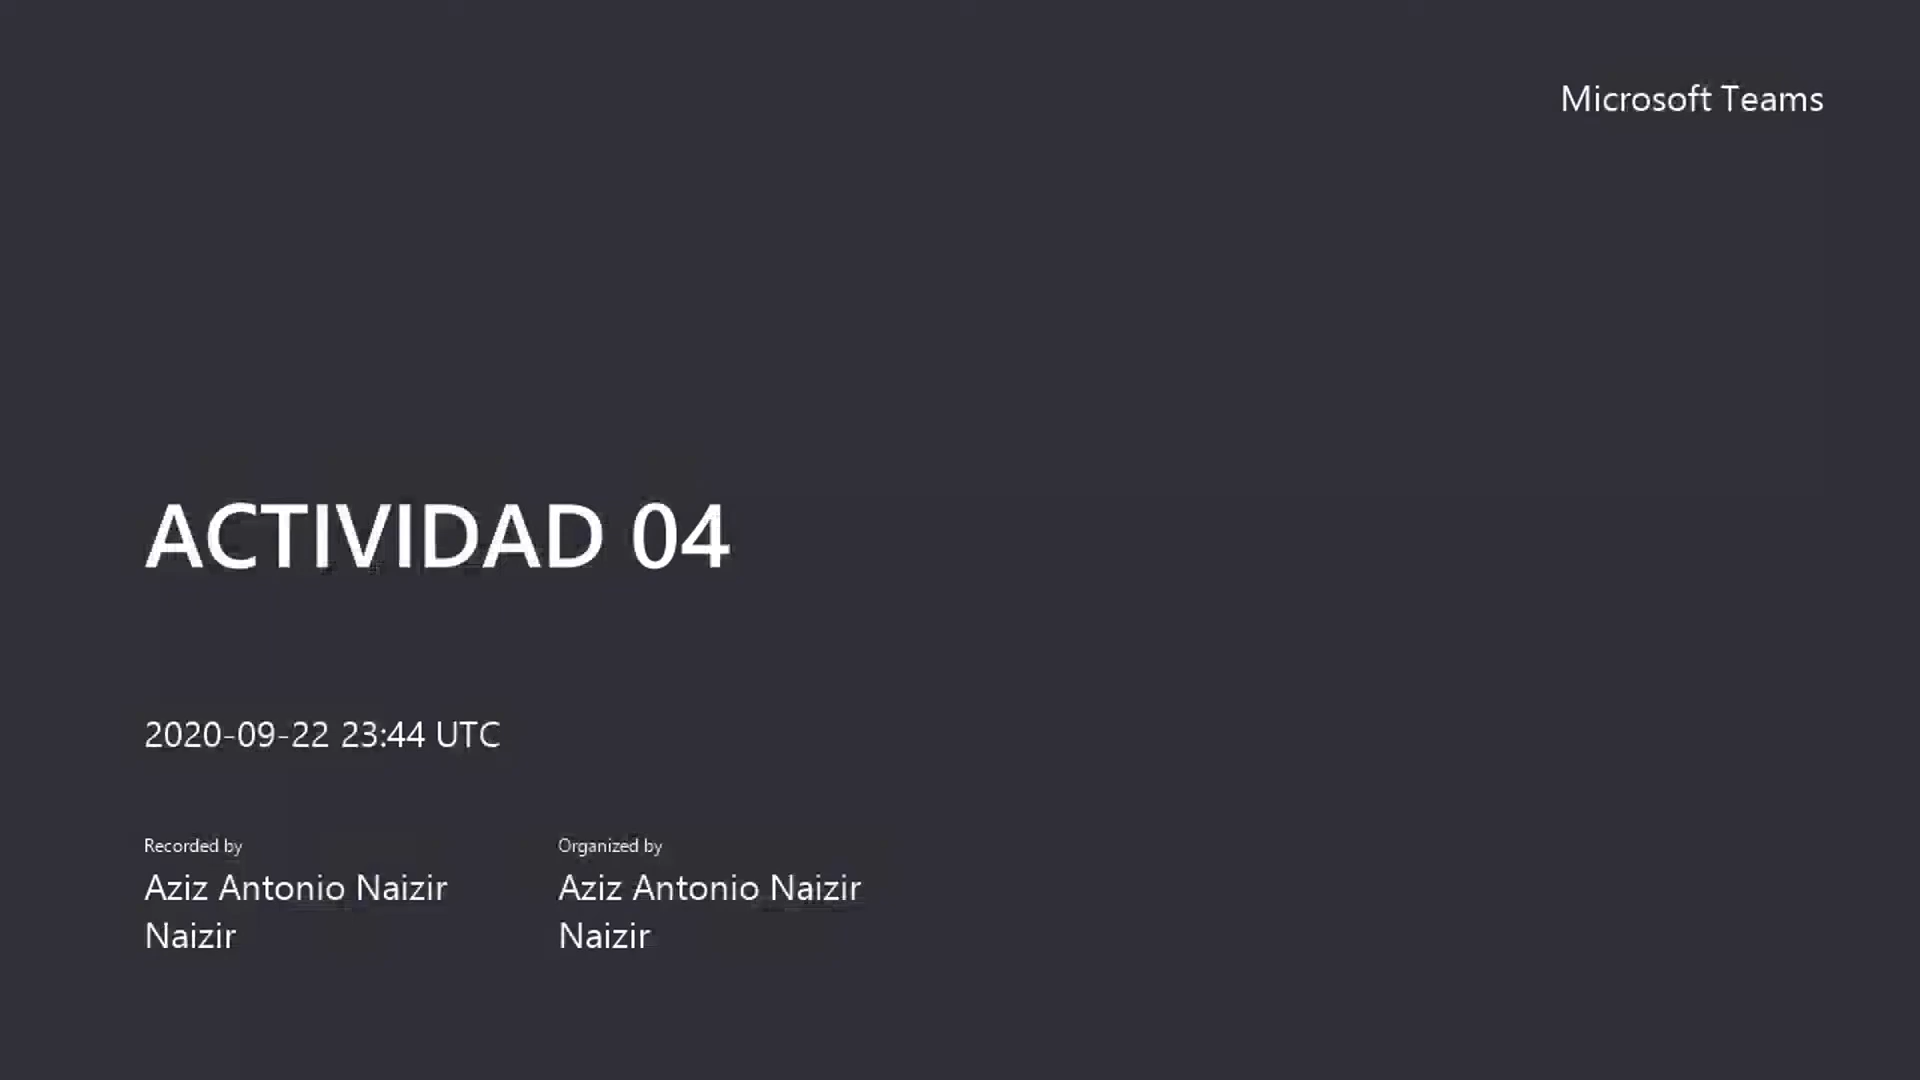 Microsoft Teams
ACTIVIDAD 04
2020-09-22 23:44 UTC
Recorded by
Aziz Antonio Naizir
Naizir
Organized by
Aziz Antonio Naizir
Naizir